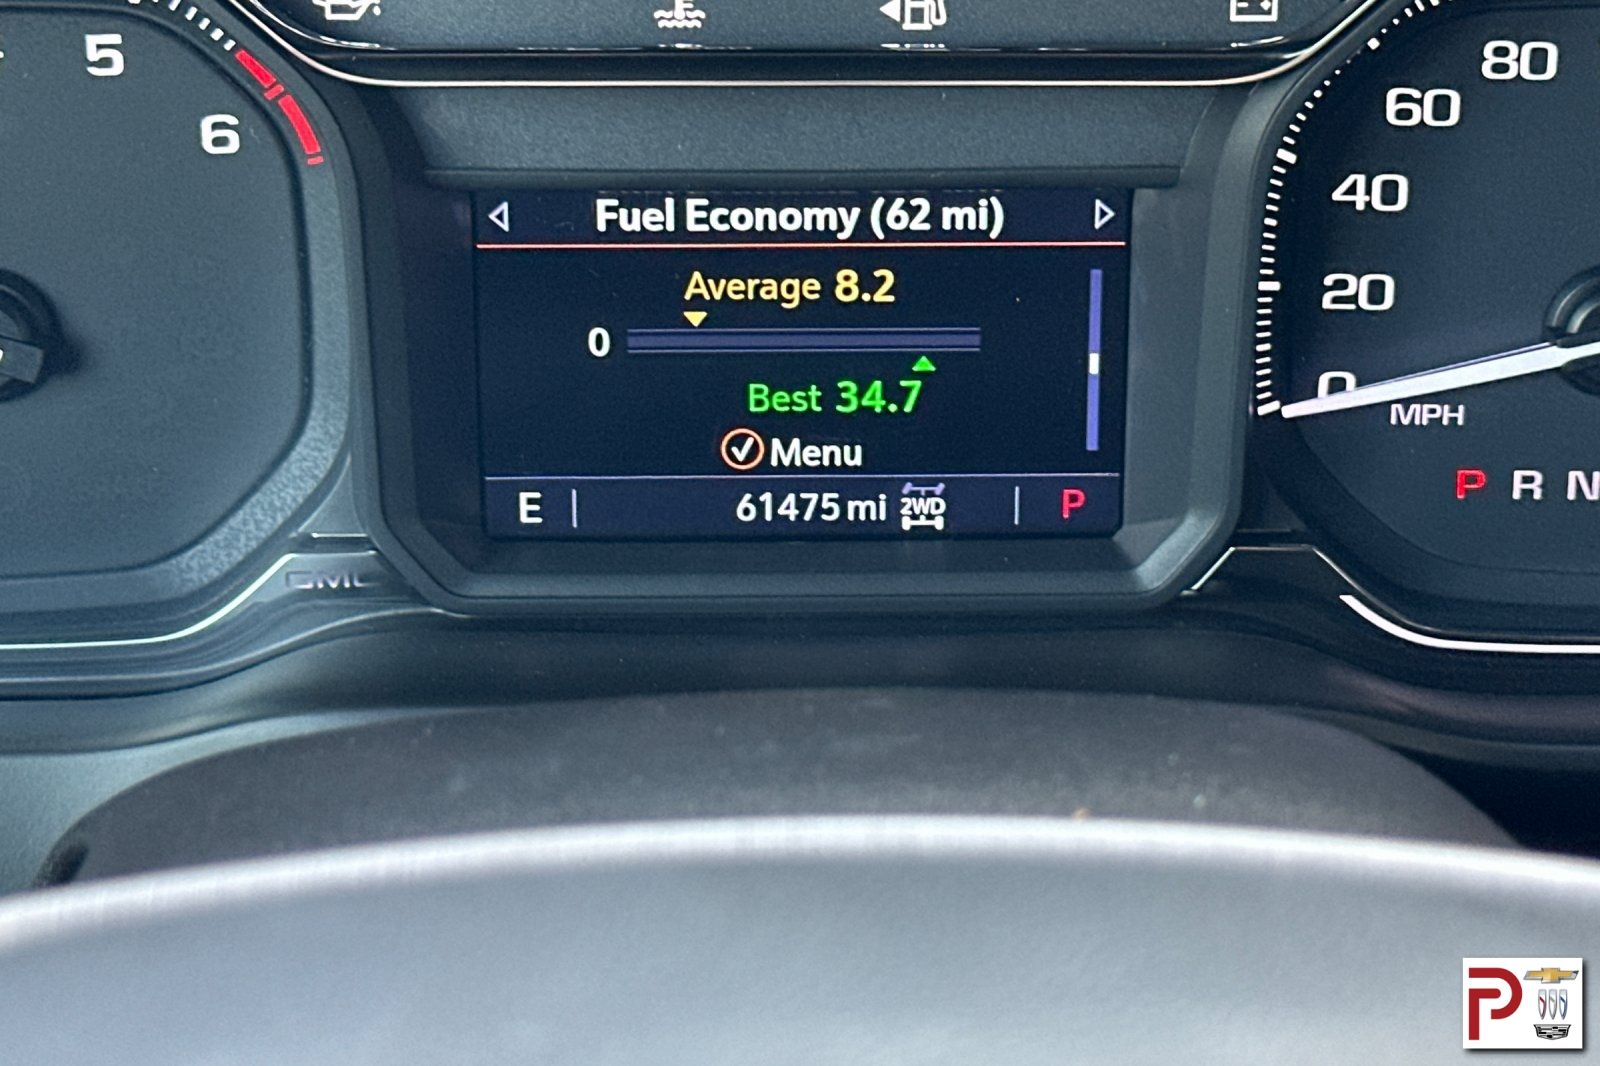 5
6
Fuel Economy (62 mi)
Average 8.2
0
Best 34.7
Menu
E
61475 mi
2WD
P
80
60
40
20
0
MPH
P R N
GMC
P